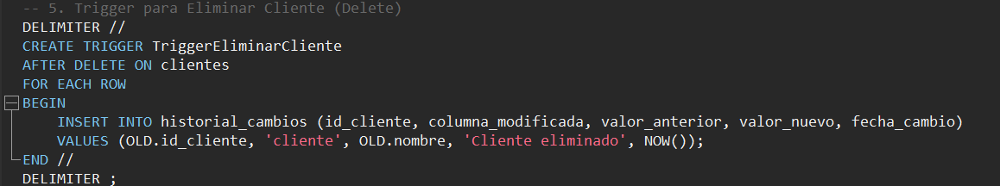 -- 5. Trigger para Eliminar Cliente (Delete)
DELIMITER //
CREATE TRIGGER TriggerEliminarCliente
AFTER DELETE ON clientes
FOR EACH ROW
BEGIN
    INSERT INTO historial_cambios (id_cliente, columna_modificada, valor_anterior, valor_nuevo, fecha_cambio)
    VALUES (OLD.id_cliente, 'cliente', OLD.nombre, 'Cliente eliminado', NOW());
END //
DELIMITER ;